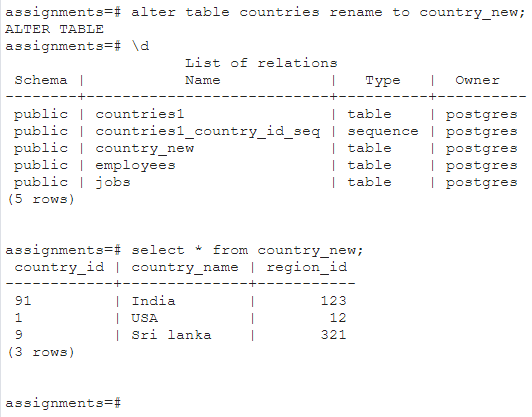 assignments=# alter table countries rename to country_new;
ALTER TABLE
assignments=# \d
                      List of relations
 Schema |            Name             |   Type   |  Owner
--------+-----------------------------+----------+----------
 public | countries1                  | table    | postgres
 public | countries1_country_id_seq | sequence | postgres
 public | country_new                 | table    | postgres
 public | employees                   | table    | postgres
 public | jobs                        | table    | postgres
(5 rows)
assignments=# select * from country_new;
 country_id | country_name | region_id
------------+--------------+-----------
 91         | India        |       123
 1          | USA          |        12
 9          | Sri lanka    |       321
(3 rows)
assignments=#